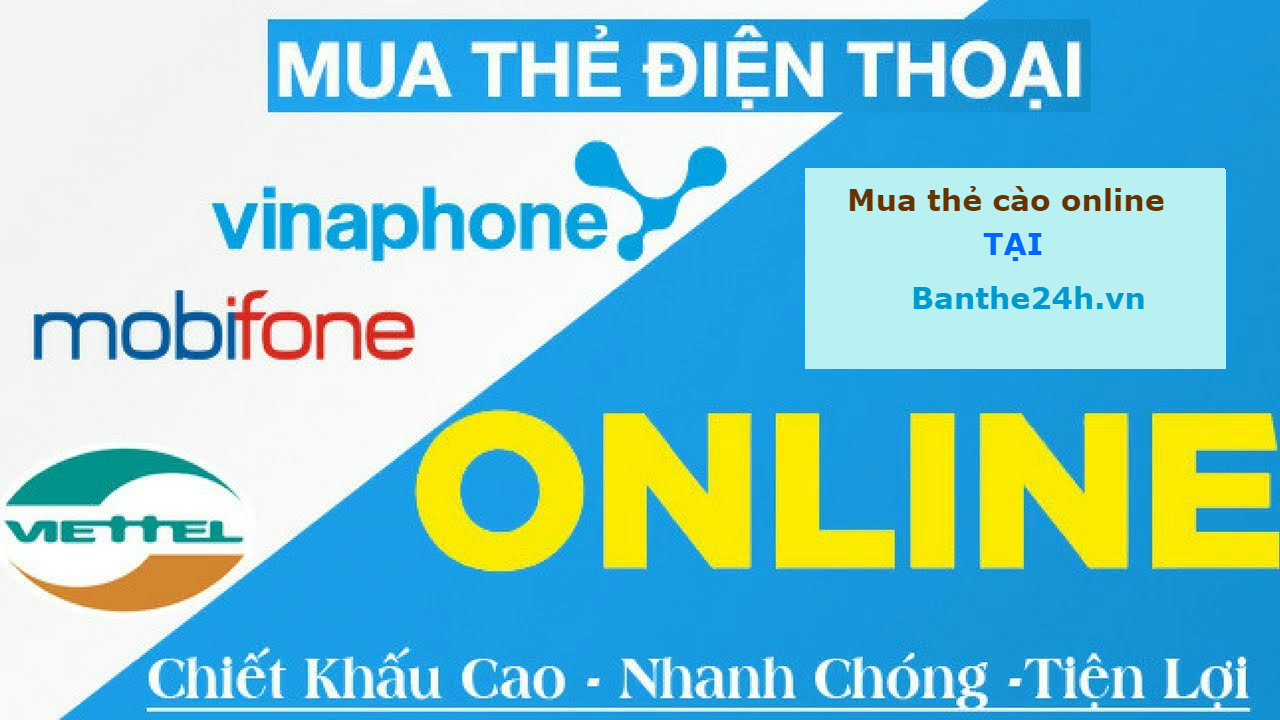 MUA THẺ ĐIỆN THOẠI
vinaphone
Mua thẻ cào online
TẠI
Banthe24h.vn
mobifone
VIETTEL
ONLINE
Chiết Khấu Cao - Nhanh Chóng -Tiện Lợi